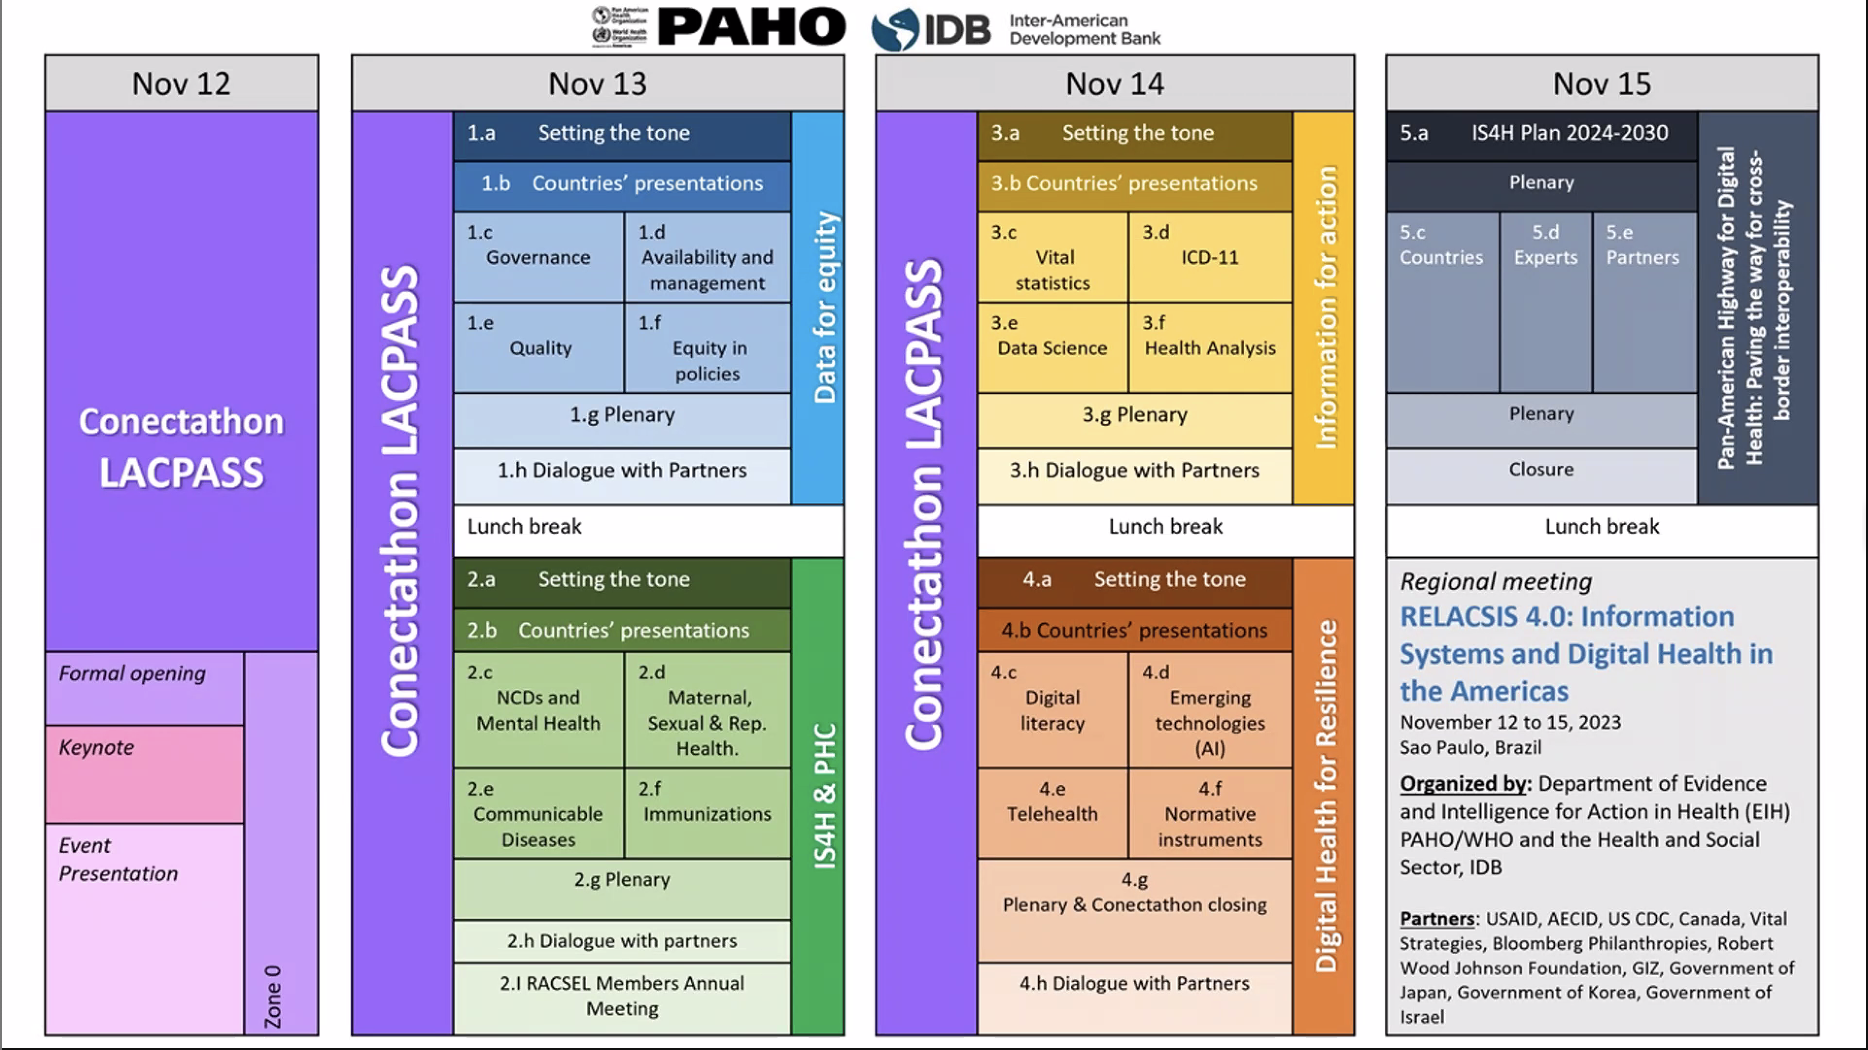 Pan American
Health
Organization
World Health
Organization
PAHO
IDB
Inter-American
Development Bank
Nov 12
Conectathon
LACPASS
Formal opening
Keynote
Event
Presentation
Zone 0
Nov 13
Conectathon LACPASS
1.a Setting the tone
1.b Countries’ presentations
1.c
Governance
1.d
Availability and
management
1.e
Quality
1.f
Equity in
policies
1.g Plenary
1.h Dialogue with Partners
Data for equity
Lunch break
2.a Setting the tone
2.b Countries’ presentations
2.c
NCDs and
Mental Health
2.d
Maternal,
Sexual & Rep.
Health.
2.e
Communicable
Diseases
2.f
Immunizations
2.g Plenary
2.h Dialogue with partners
2.I RACSEL Members Annual
Meeting
IS4H & PHC
Nov 14
Conectathon LACPASS
3.a Setting the tone
3.b Countries’ presentations
3.c
Vital
statistics
3.d
ICD-11
3.e
Data Science
3.f
Health Analysis
3.g Plenary
3.h Dialogue with Partners
Information for action
Lunch break
4.a Setting the tone
4.b Countries’ presentations
4.c
Digital
literacy
4.d
Emerging
technologies
(AI)
4.e
Telehealth
4.f
Normative
instruments
4.g
Plenary & Conectathon closing
4.h Dialogue with Partners
Digital Health for Resilience
Nov 15
5.a IS4H Plan 2024-2030
Plenary
5.c
Countries
5.d
Experts
5.e
Partners
Plenary
Closure
Pan-American Highway for Digital
Health: Paving the way for cross-
border interoperability
Lunch break
Regional meeting
RELACSIS 4.0: Information
Systems and Digital Health in
the Americas
November 12 to 15, 2023
Sao Paulo, Brazil
Organized by: Department of Evidence
and Intelligence for Action in Health (EIH)
PAHO/WHO and the Health and Social
Sector, IDB
Partners: USAID, AECID, US CDC, Canada, Vital
Strategies, Bloomberg Philanthropies, Robert
Wood Johnson Foundation, GIZ, Government of
Japan, Government of Korea, Government of
Israel